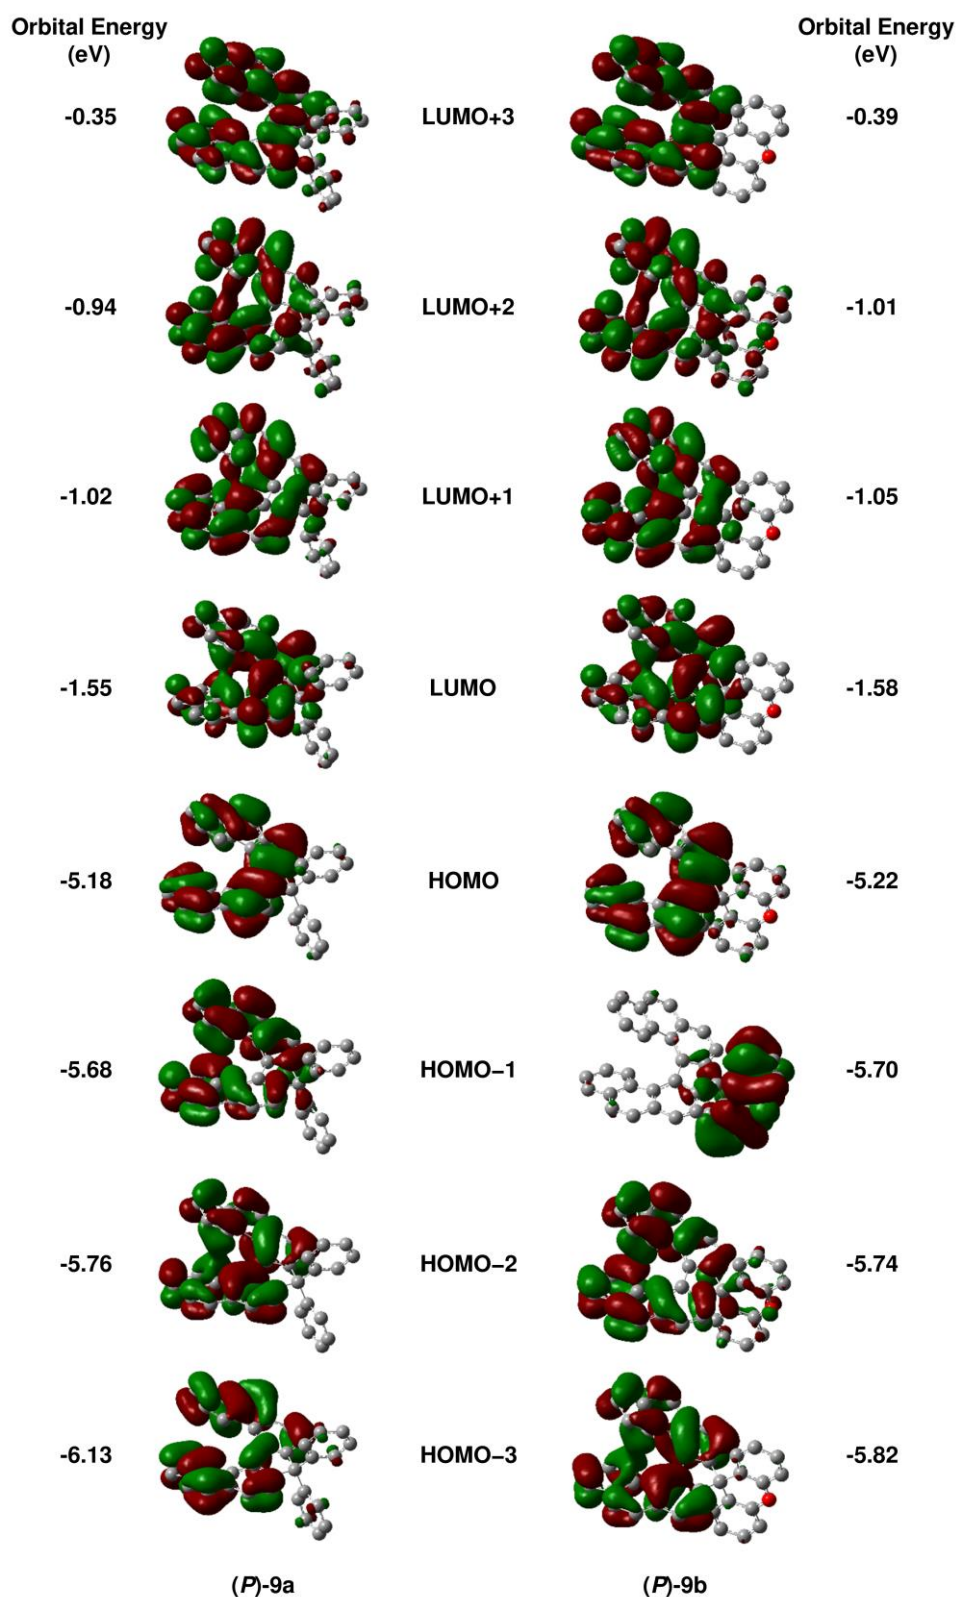 Orbital Energy Orbital Energy
(eV) (eV)
-0.35 LUMO+3 -0.39
-0.94 LUMO+2 -1.01
-1.02 LUMO+1 -1.05
-1.55 LUMO -1.58
-5.18 HOMO -5.22
-5.68 HOMO−1 -5.70
-5.76 HOMO−2 -5.74
-6.13 HOMO−3 -5.82
(P)-9a (P)-9b